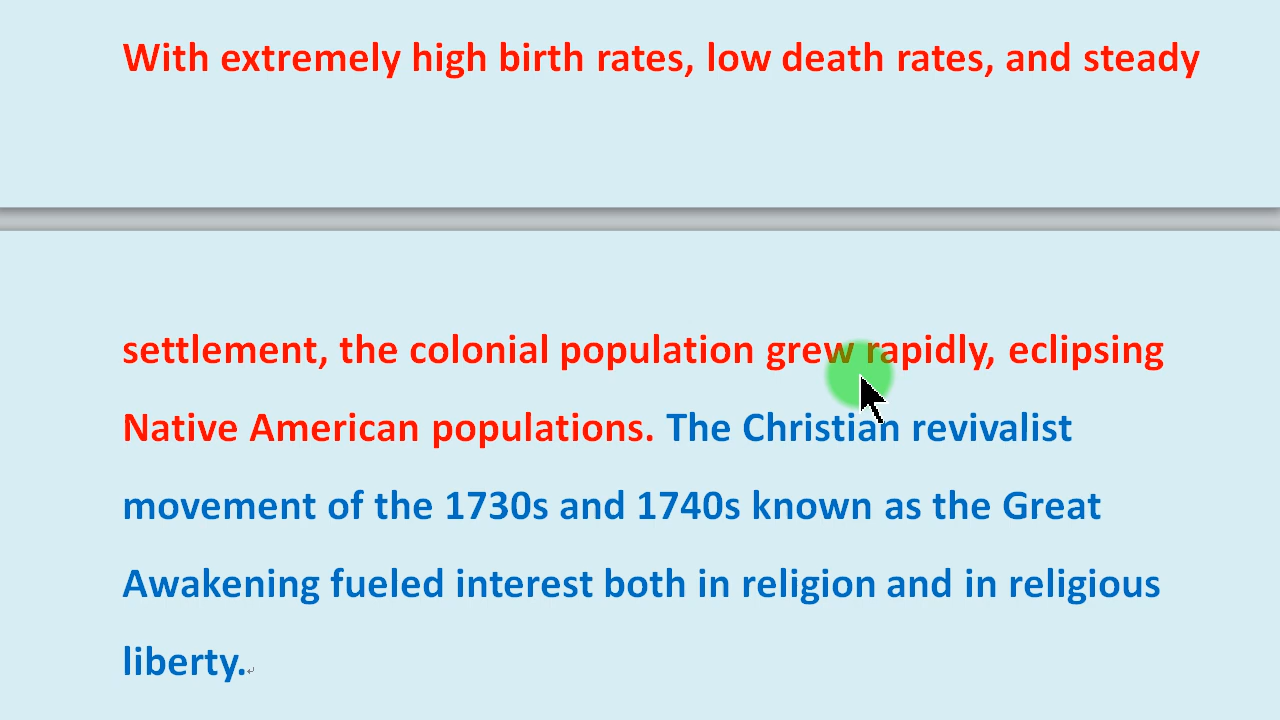 With extremely high birth rates, low death rates, and steady
settlement, the colonial population grew rapidly, eclipsing
Native American populations. The Christian revivalist
movement of the 1730s and 1740s known as the Great
Awakening fueled interest both in religion and in religious
liberty.